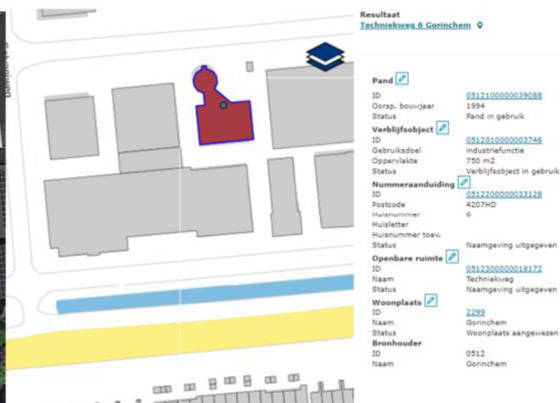 Resultaat
Techniekweg 6 Gorinchem
Pand
ID 0512100000039088
Oorsp. bouwjaar 1994
Status Pand in gebruik
Verblijfsobject
ID 0512010000003746
Gebruiksdoel industriefunctie
Oppervlakte 750 m2
Status Verblijfsobject in gebruik
Nummeraanduiding
ID 0512200000033128
Postcode 4207HD
Huisnummer 6
Huisletter
Huisnummer toev.
Status Naamgeving uitgegeven
Openbare ruimte
ID 0512300000018172
Naam Techniekweg
Status Naamgeving uitgegeven
Woonplaats
ID 2299
Naam Gorinchem
Status Woonplaats aangewezen
Bronhouder
ID 0512
Naam Gorinchem